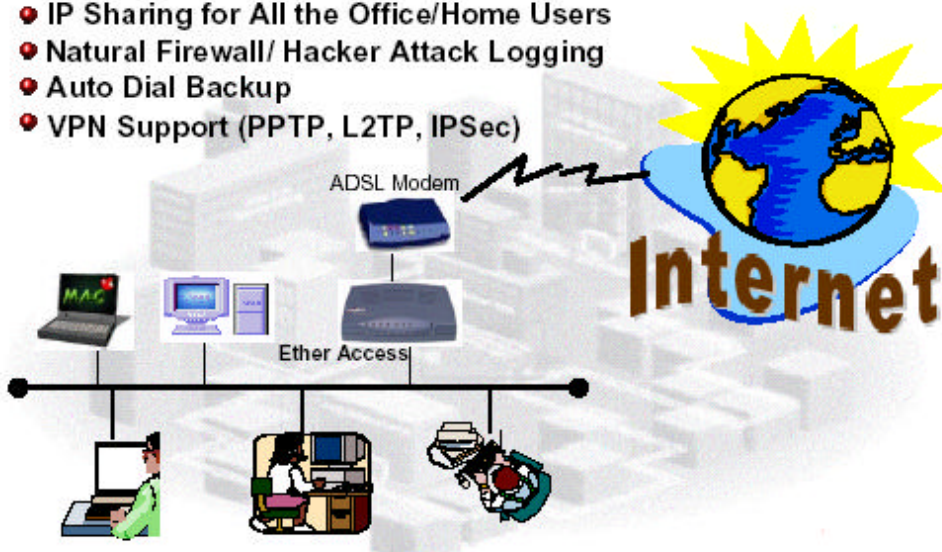 IP Sharing for All the Office/Home Users
Natural Firewall/ Hacker Attack Logging
Auto Dial Backup
VPN Support (PPTP, L2TP, IPSec)
ADSL Modem
Internet
MAC
Ether Access